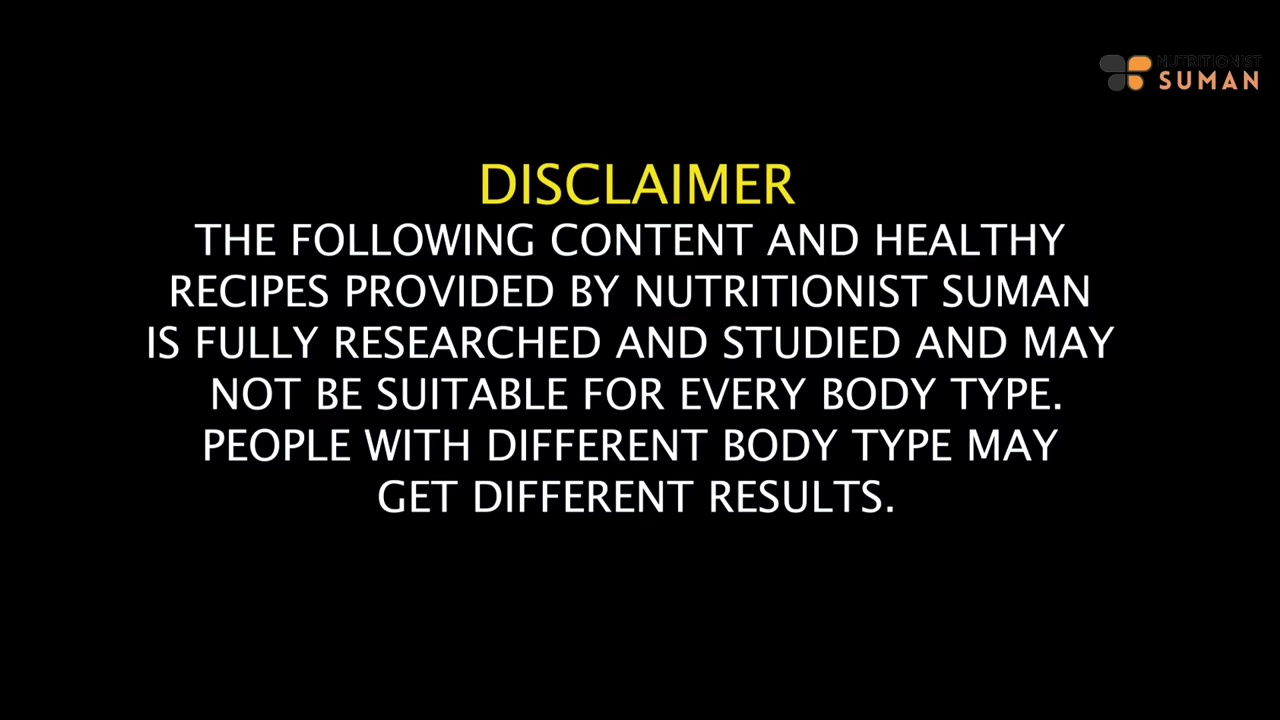 NUTRITIONIST
SUMAN
DISCLAIMER
THE FOLLOWING CONTENT AND HEALTHY
RECIPES PROVIDED BY NUTRITIONIST SUMAN
IS FULLY RESEARCHED AND STUDIED AND MAY
NOT BE SUITABLE FOR EVERY BODY TYPE.
PEOPLE WITH DIFFERENT BODY TYPE MAY
GET DIFFERENT RESULTS.